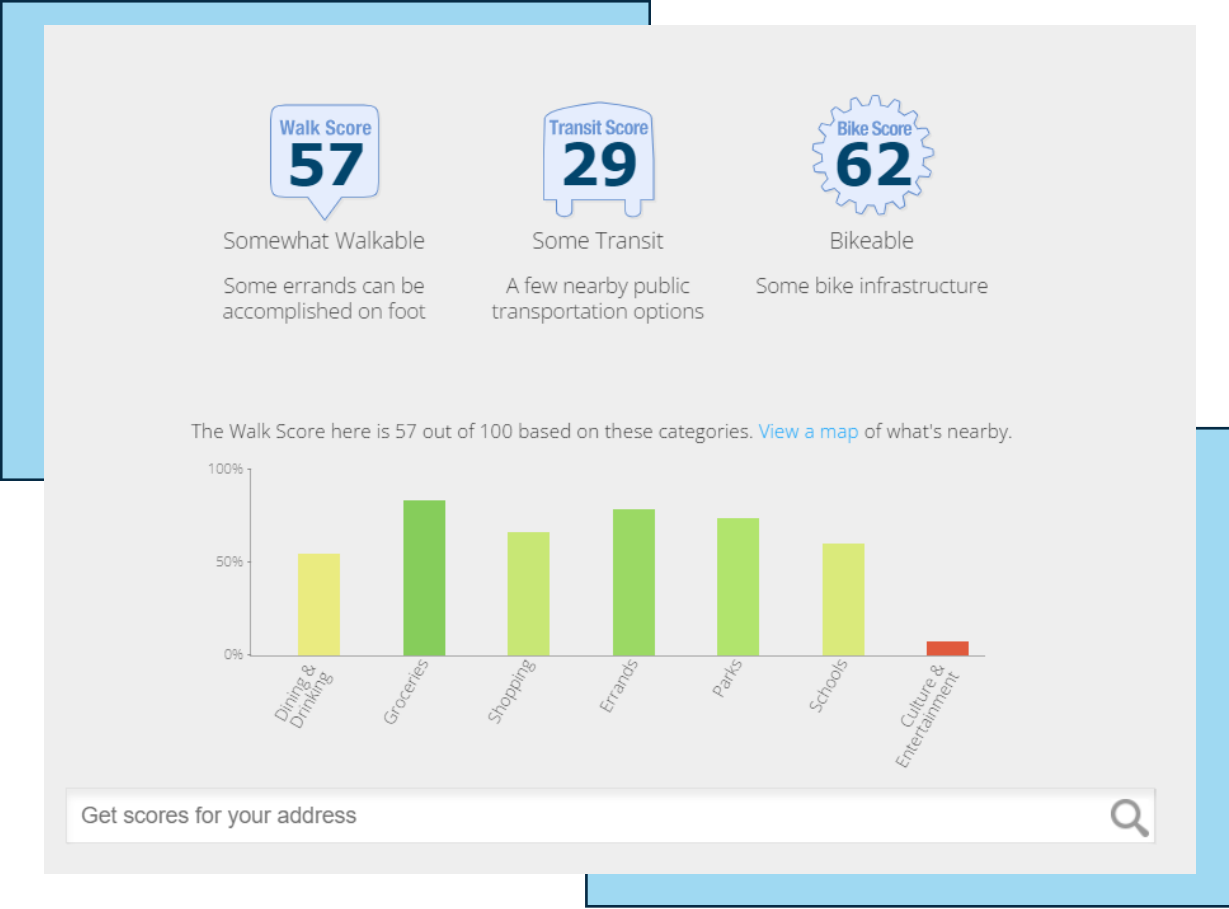 Walk Score
57
Transit Score
29
Bike Score
62
Somewhat Walkable
Some Transit
Bikeable
Some errands can be
accomplished on foot
A few nearby public
transportation options
Some bike infrastructure
The Walk Score here is 57 out of 100 based on these categories. View a map of what's nearby.
100%
50%
0%
Dining &
Drinking
Groceries
Shopping
Errands
Parks
Schools
Culture &
Entertainment
Get scores for your address